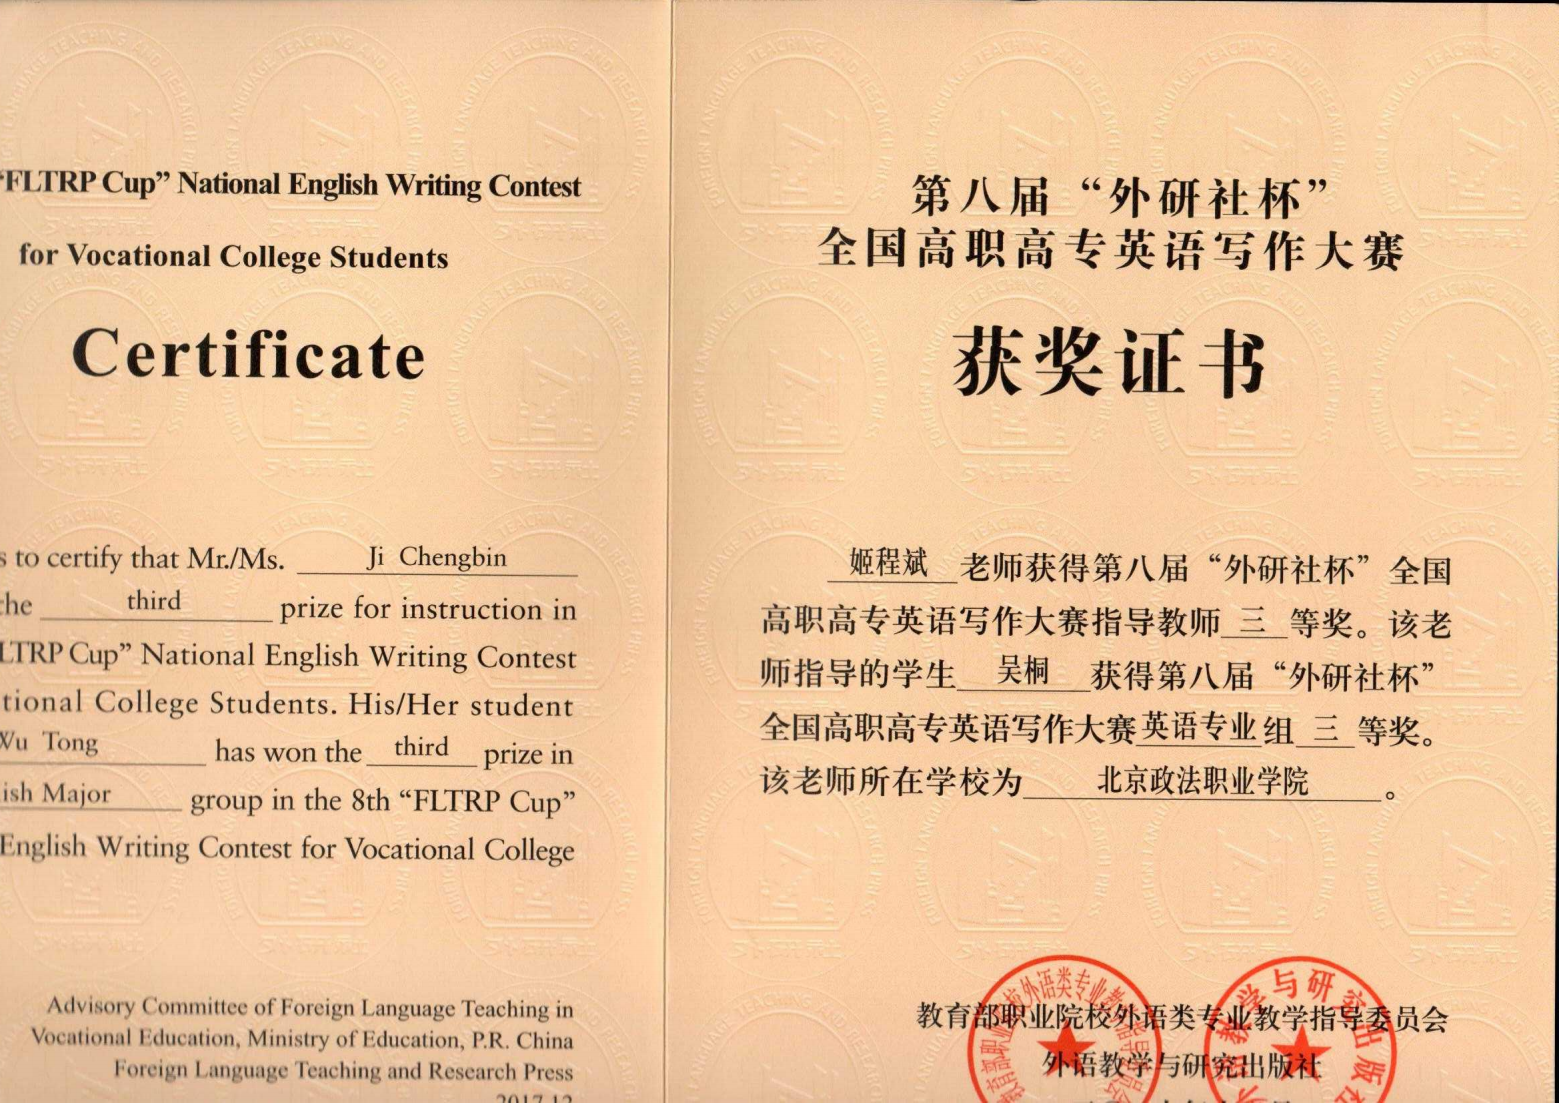 “FLTRP Cup” National English Writing Contest
for Vocational College Students
Certificate
to certify that Mr./Ms. Ji Chengbin
third prize for instruction in
Cup” National English Writing Contest
College Students. His/Her student
Tong has won the third prize in
Major group in the 8th “FLTRP Cup”
English Writing Contest for Vocational College
Advisory Committee of Foreign Language Teaching in
Vocational Education, Ministry of Education, P.R. China
Foreign Language Teaching and Research Press
2017.12
第八届“外研社杯”
全国高职高专英语写作大赛
获奖证书
姬程斌 老师获得第八届“外研社杯”全国
高职高专英语写作大赛指导教师 三 等奖。该老
师指导的学生 吴桐 获得第八届“外研社杯”
全国高职高专英语写作大赛 英语专业 组 三 等奖。
该老师所在学校为 北京政法职业学院 。
教育部职业院校外语类专业教学指导委员会
外语教学与研究出版社